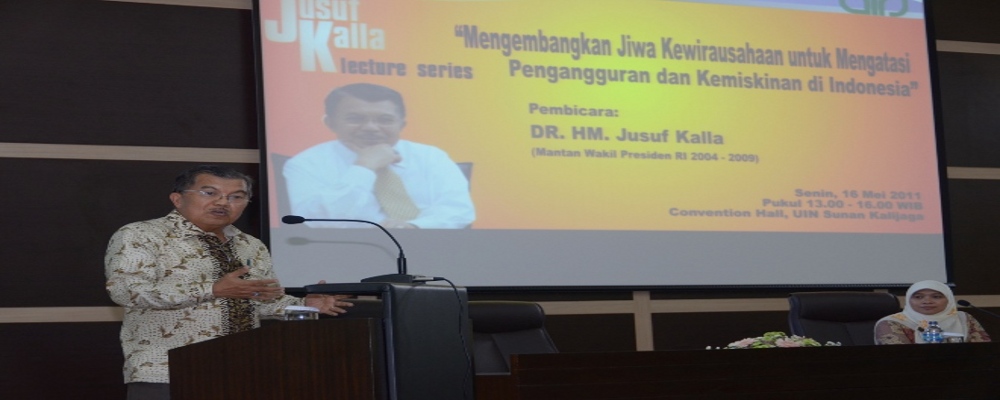 Jusuf
Kalla
lecture series
“Mengembangkan Jiwa Kewirausahaan untuk Mengatasi
Pengangguran dan Kemiskinan di Indonesia”
Pembicara:
DR. HM. Jusuf Kalla
(Mantan Wakil Presiden RI 2004 - 2009)
Senin, 16 Mei 2011
Pukul 13.00 - 16.00 WIB
Convention Hall, UIN Sunan Kalijaga